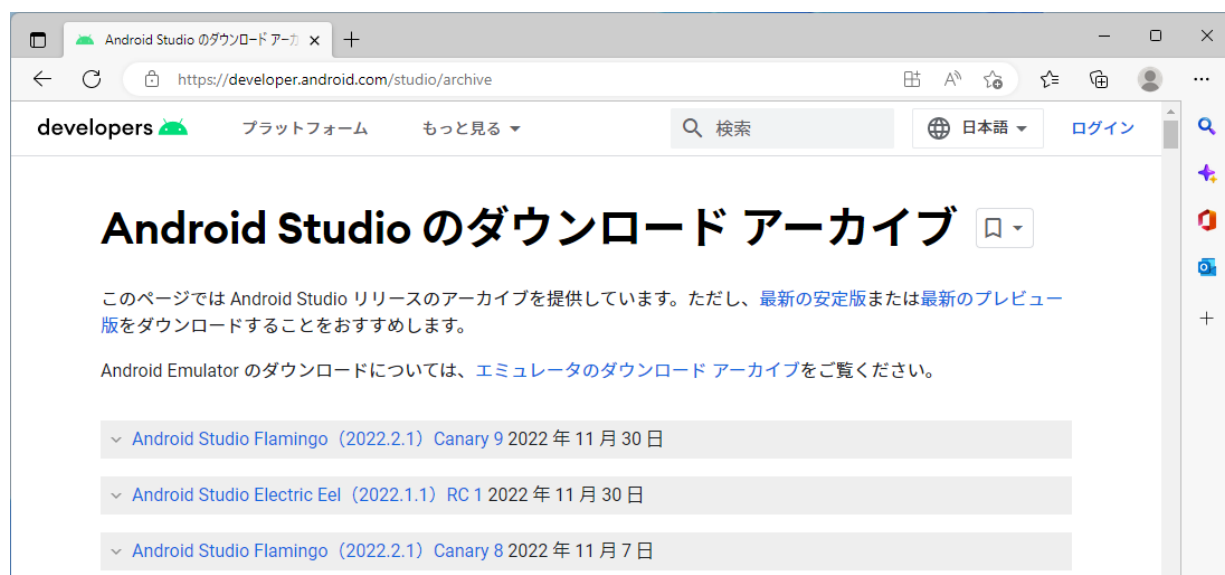 Android Studio のダウンロード アーカ
https://developer.android.com/studio/archive
developers プラットフォーム もっと見る 検索 日本語 ログイン
Android Studio のダウンロード アーカイブ
このページでは Android Studio リリースのアーカイブを提供しています。ただし、最新の安定版または最新のプレビュー
版をダウンロードすることをおすすめします。
Android Emulator のダウンロードについては、エミュレータのダウンロード アーカイブをご覧ください。
Android Studio Flamingo（2022.2.1）Canary 9 2022 年 11 月 30 日
Android Studio Electric Eel（2022.1.1）RC 1 2022 年 11 月 30 日
Android Studio Flamingo（2022.2.1）Canary 8 2022 年 11 月 7 日